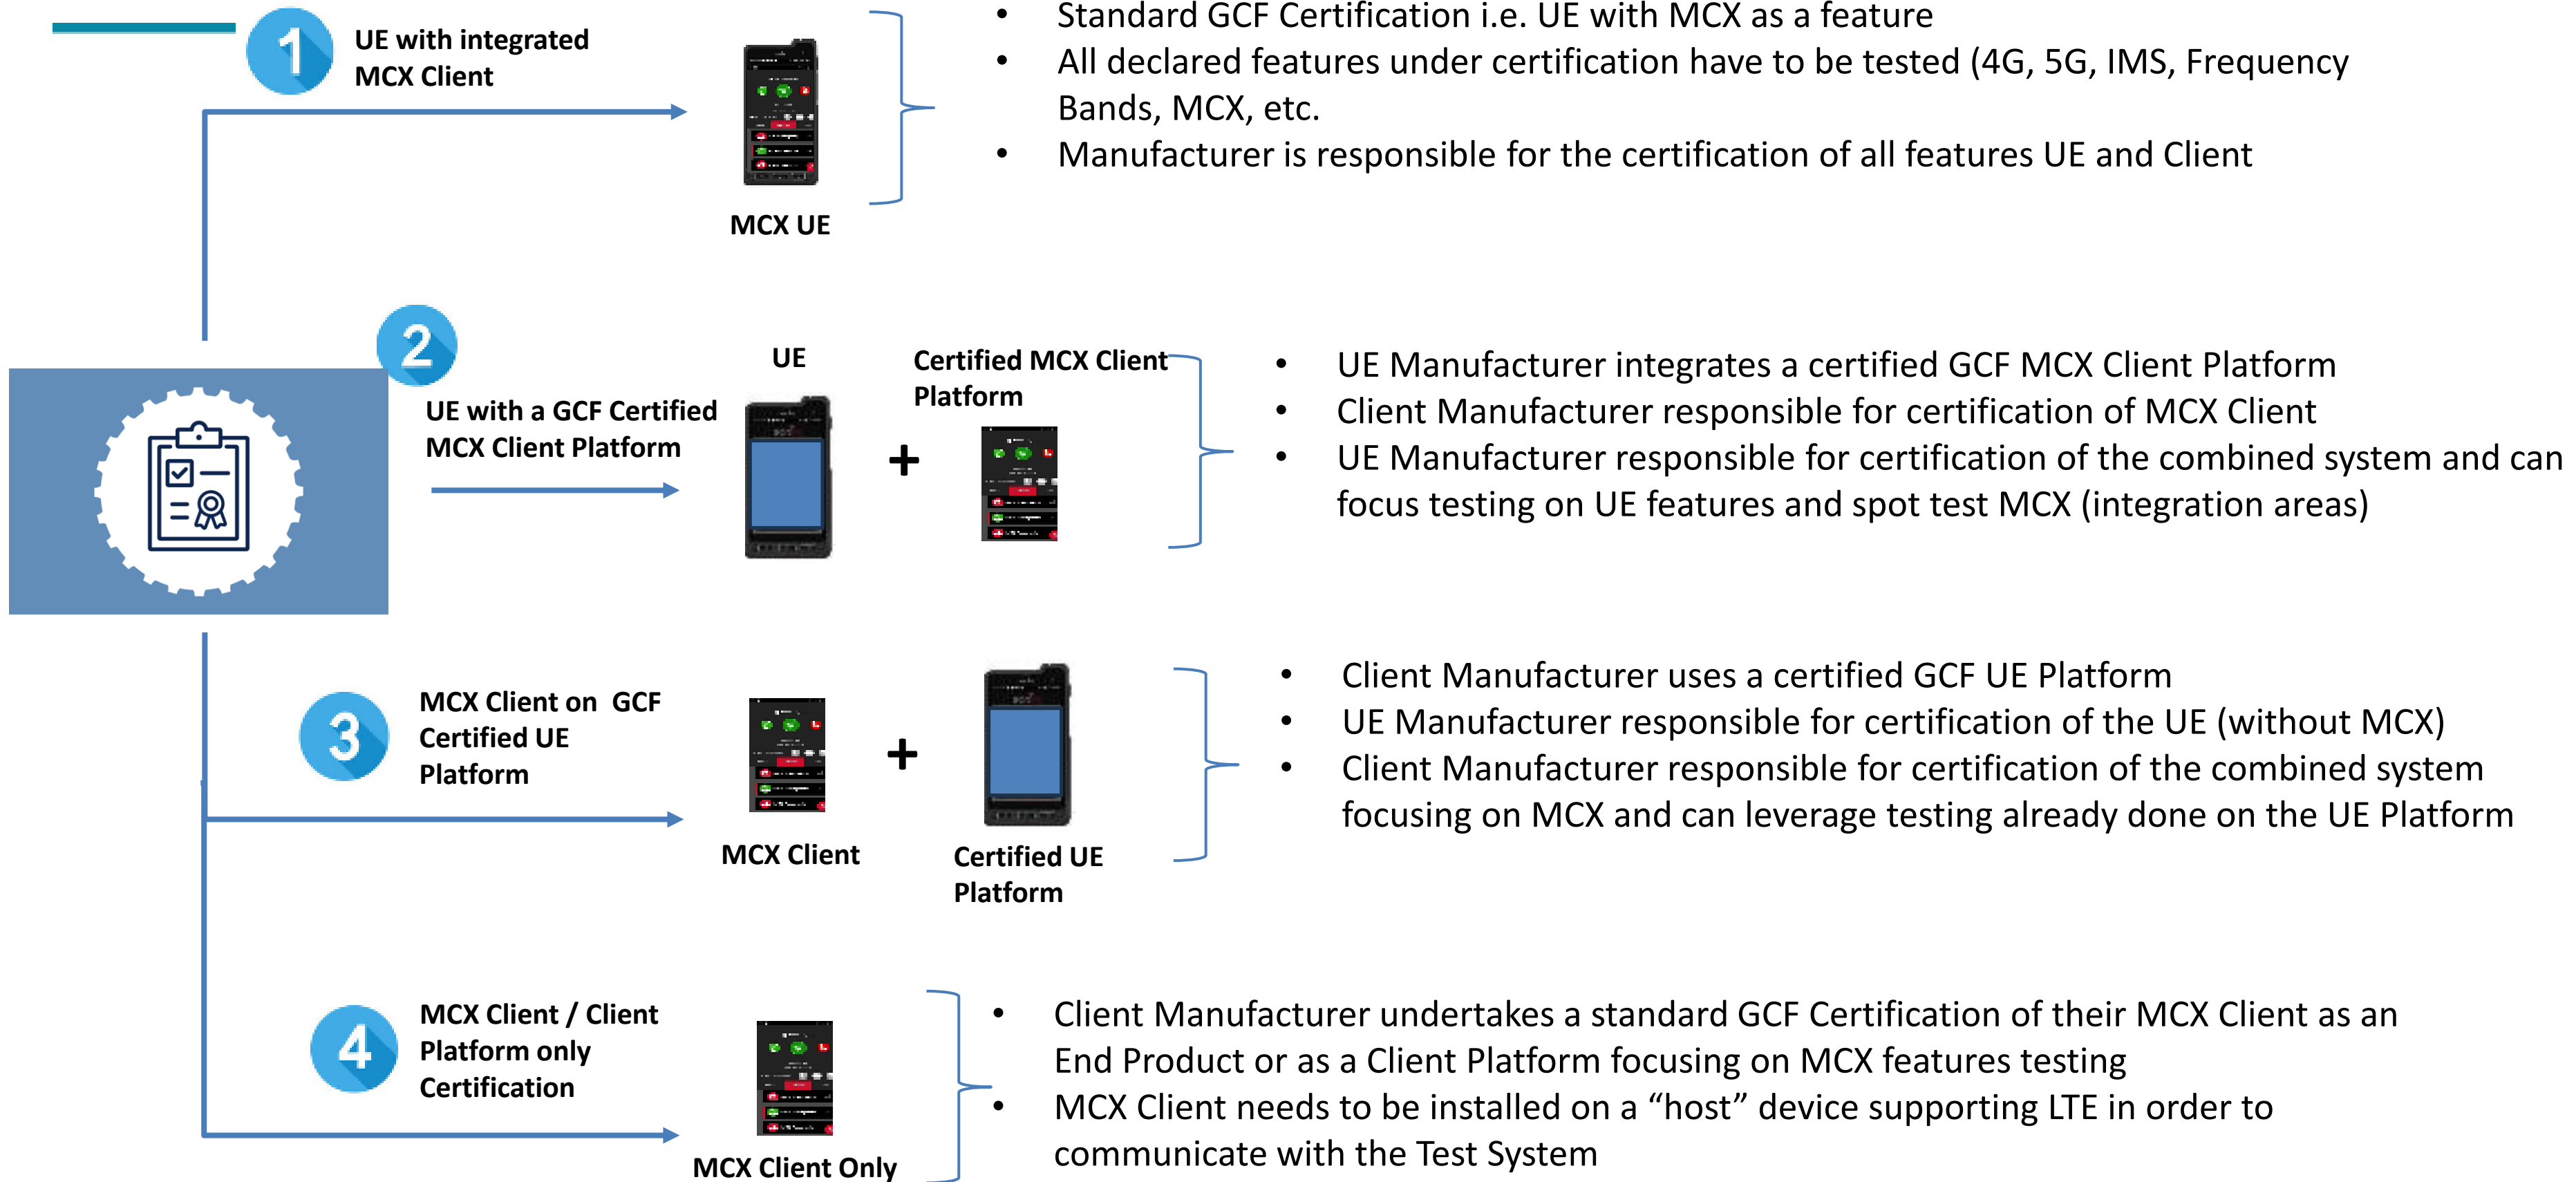 1
UE with integrated
MCX Client
MCX UE
• Standard GCF Certification i.e. UE with MCX as a feature
• All declared features under certification have to be tested (4G, 5G, IMS, Frequency
Bands, MCX, etc.
• Manufacturer is responsible for the certification of all features UE and Client
2
UE with a GCF Certified
MCX Client Platform
UE
+
Certified MCX Client
Platform
• UE Manufacturer integrates a certified GCF MCX Client Platform
• Client Manufacturer responsible for certification of MCX Client
• UE Manufacturer responsible for certification of the combined system and can
focus testing on UE features and spot test MCX (integration areas)
3
MCX Client on GCF
Certified UE
Platform
MCX Client
+
Certified UE
Platform
• Client Manufacturer uses a certified GCF UE Platform
• UE Manufacturer responsible for certification of the UE (without MCX)
• Client Manufacturer responsible for certification of the combined system
focusing on MCX and can leverage testing already done on the UE Platform
4
MCX Client / Client
Platform only
Certification
MCX Client Only
• Client Manufacturer undertakes a standard GCF Certification of their MCX Client as an
End Product or as a Client Platform focusing on MCX features testing
• MCX Client needs to be installed on a “host” device supporting LTE in order to
communicate with the Test System